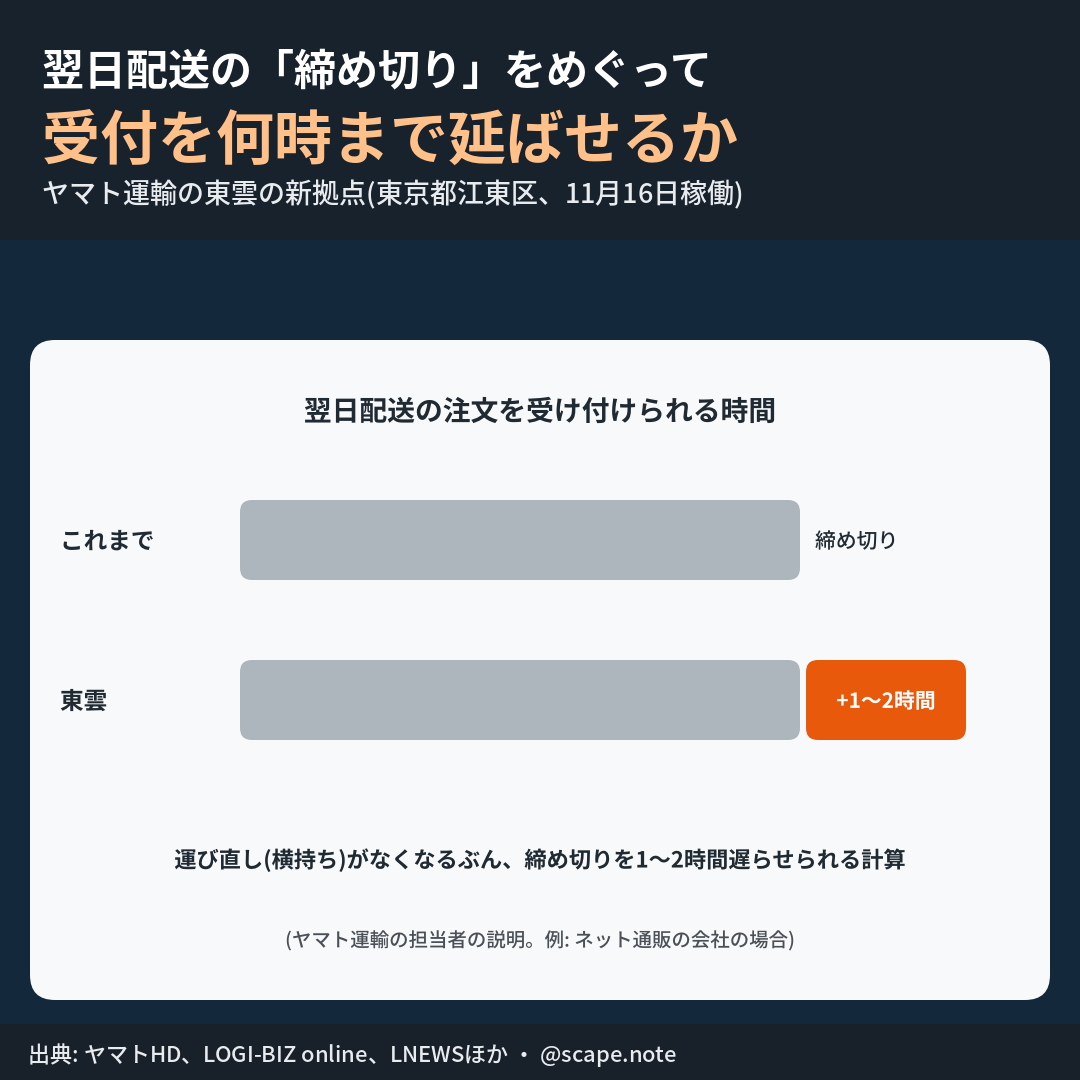 翌日配送の「締め切り」をめぐって
受付を何時まで延ばせるか
ヤマト運輸の東雲の新拠点(東京都江東区、11月16日稼働)
翌日配送の注文を受け付けられる時間
これまで
締め切り
東雲
+1〜2時間
運び直し(横持ち)がなくなるぶん、締め切りを1〜2時間遅らせられる計算
(ヤマト運輸の担当者の説明。例: ネット通販の会社の場合)
出典: ヤマトHD、LOGI-BIZ online、LNEWSほか ・ @scape.note